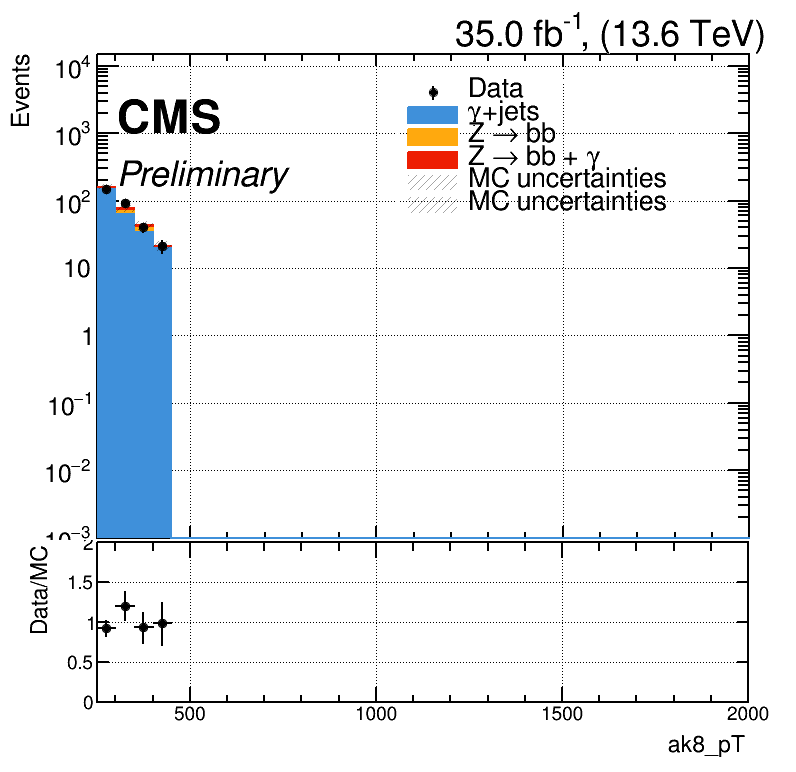 35.0 fb⁻¹, (13.6 TeV)
Events
10⁴
10³
10²
10
1
10⁻¹
10⁻²
10⁻³
CMS
Preliminary
Data
γ+jets
Z → bb
Z → bb + γ
MC uncertainties
MC uncertainties
Data/MC
2
1.5
1
0.5
0
500
1000
1500
2000
ak8_pT